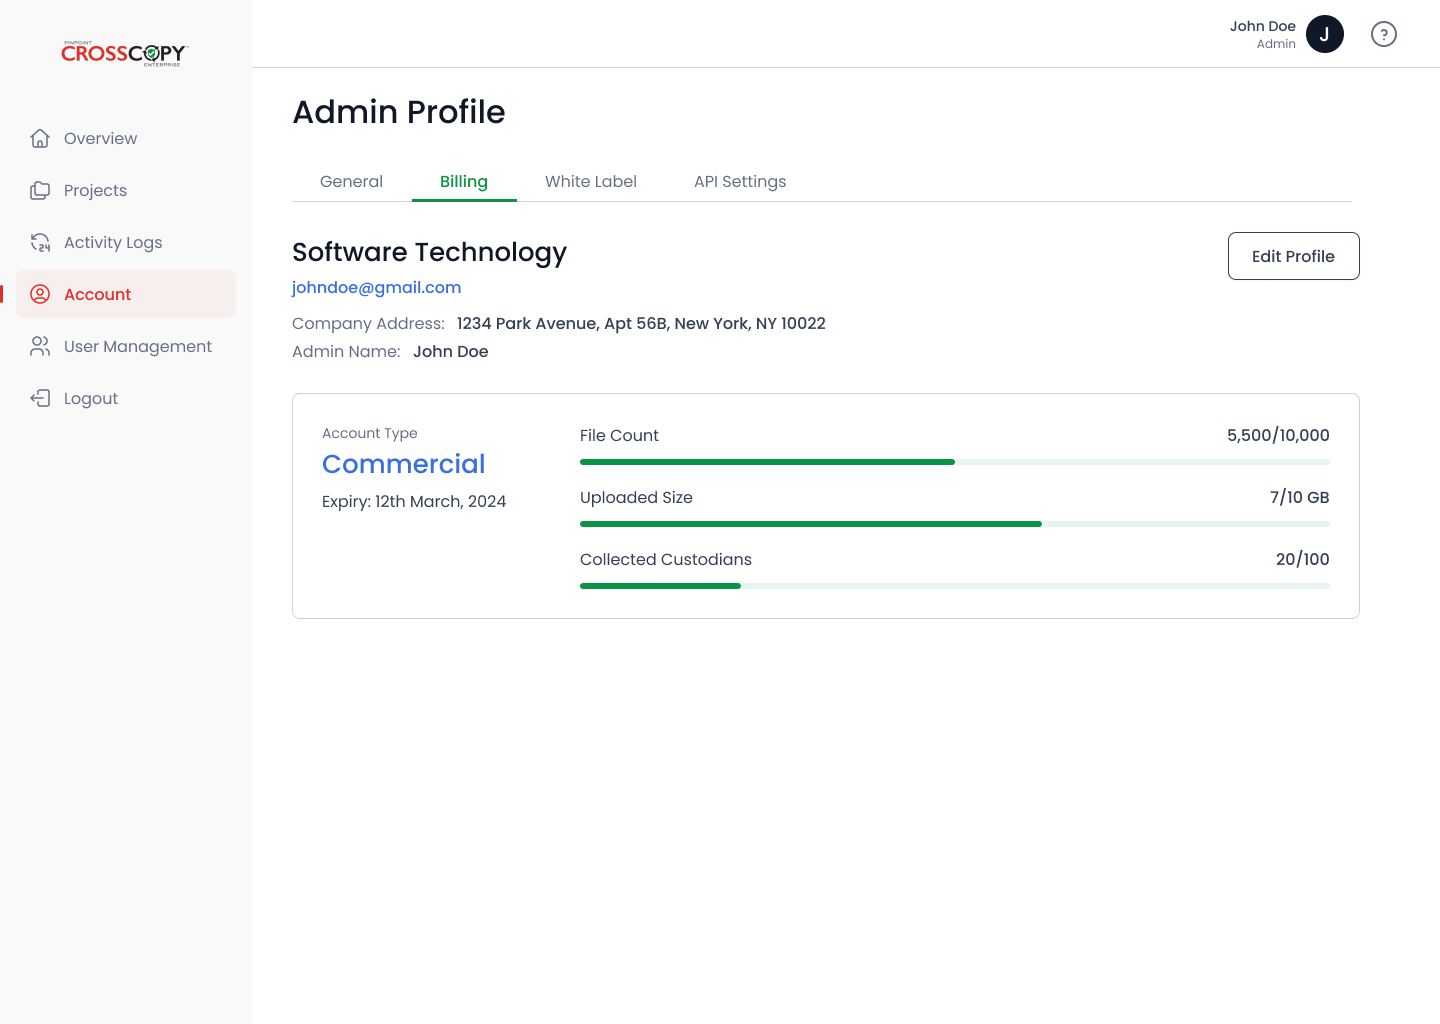 PINPOINT
CROSSCOPY
ENTERPRISE
Overview
Projects
24
Activity Logs
Account
User Management
Logout
John Doe
Admin
J
?
Admin Profile
General
Billing
White Label
API Settings
Software Technology
Edit Profile
johndoe@gmail.com
Company Address: 1234 Park Avenue, Apt 56B, New York, NY 10022
Admin Name: John Doe
Account Type
Commercial
Expiry: 12th March, 2024
File Count 5,500/10,000
Uploaded Size 7/10 GB
Collected Custodians 20/100